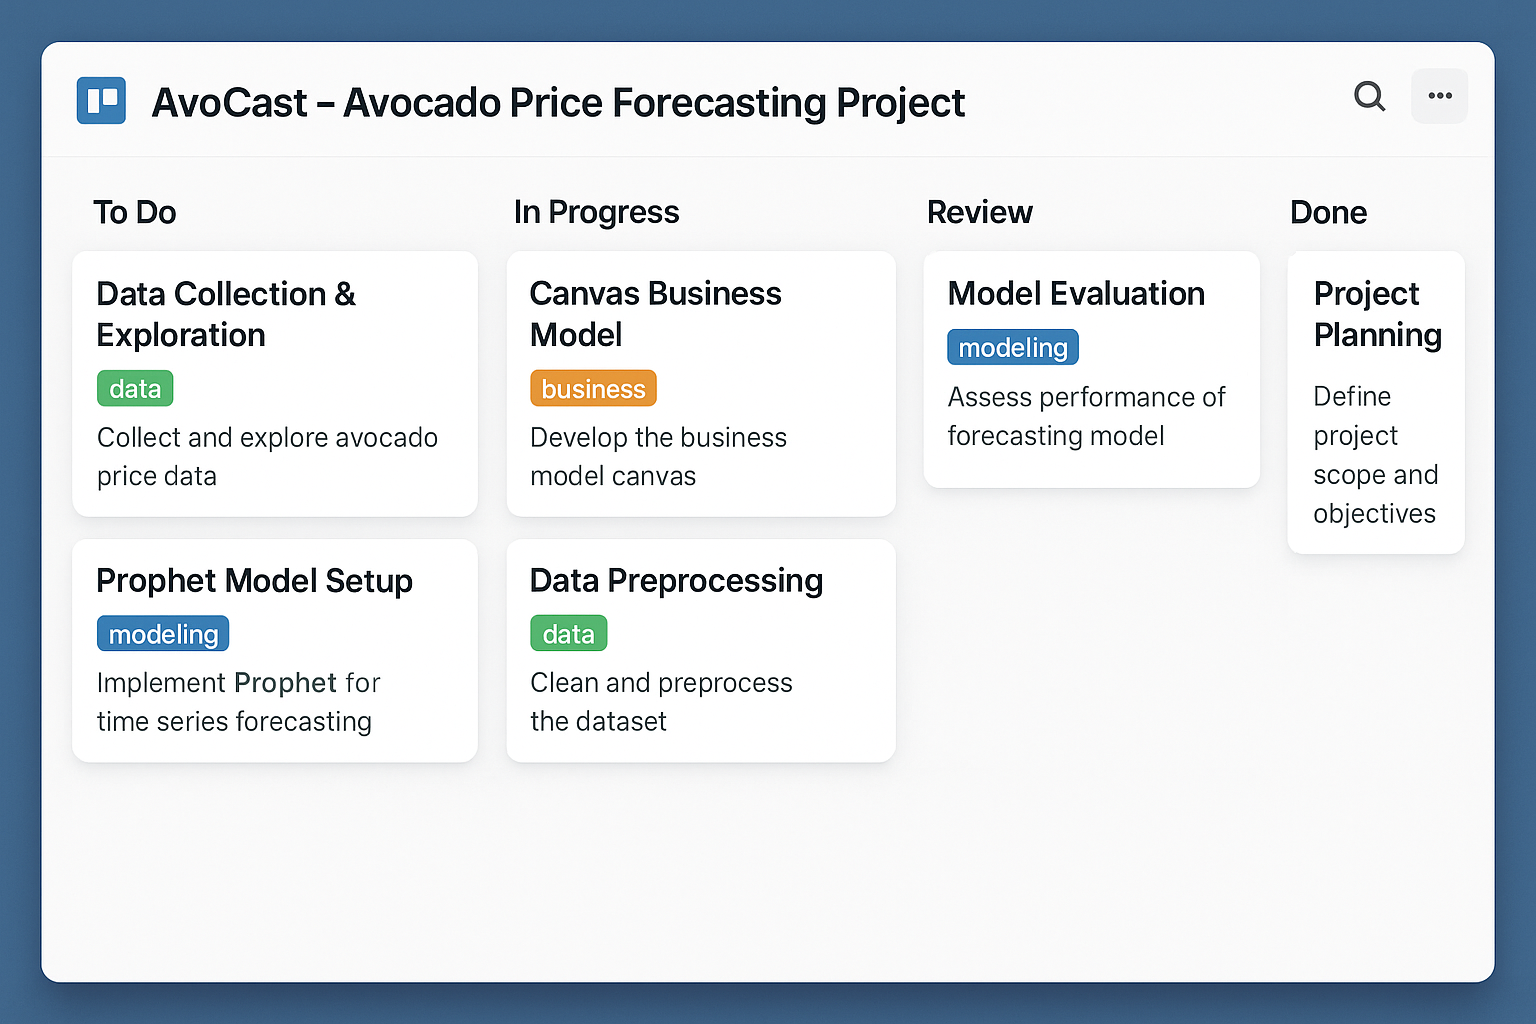 AvoCast – Avocado Price Forecasting Project
To Do
Data Collection &
Exploration
data
Collect and explore avocado
price data
Prophet Model Setup
modeling
Implement Prophet for
time series forecasting
In Progress
Canvas Business
Model
business
Develop the business
model canvas
Data Preprocessing
data
Clean and preprocess
the dataset
Review
Model Evaluation
modeling
Assess performance of
forecasting model
Done
Project
Planning
Define
project
scope and
objectives